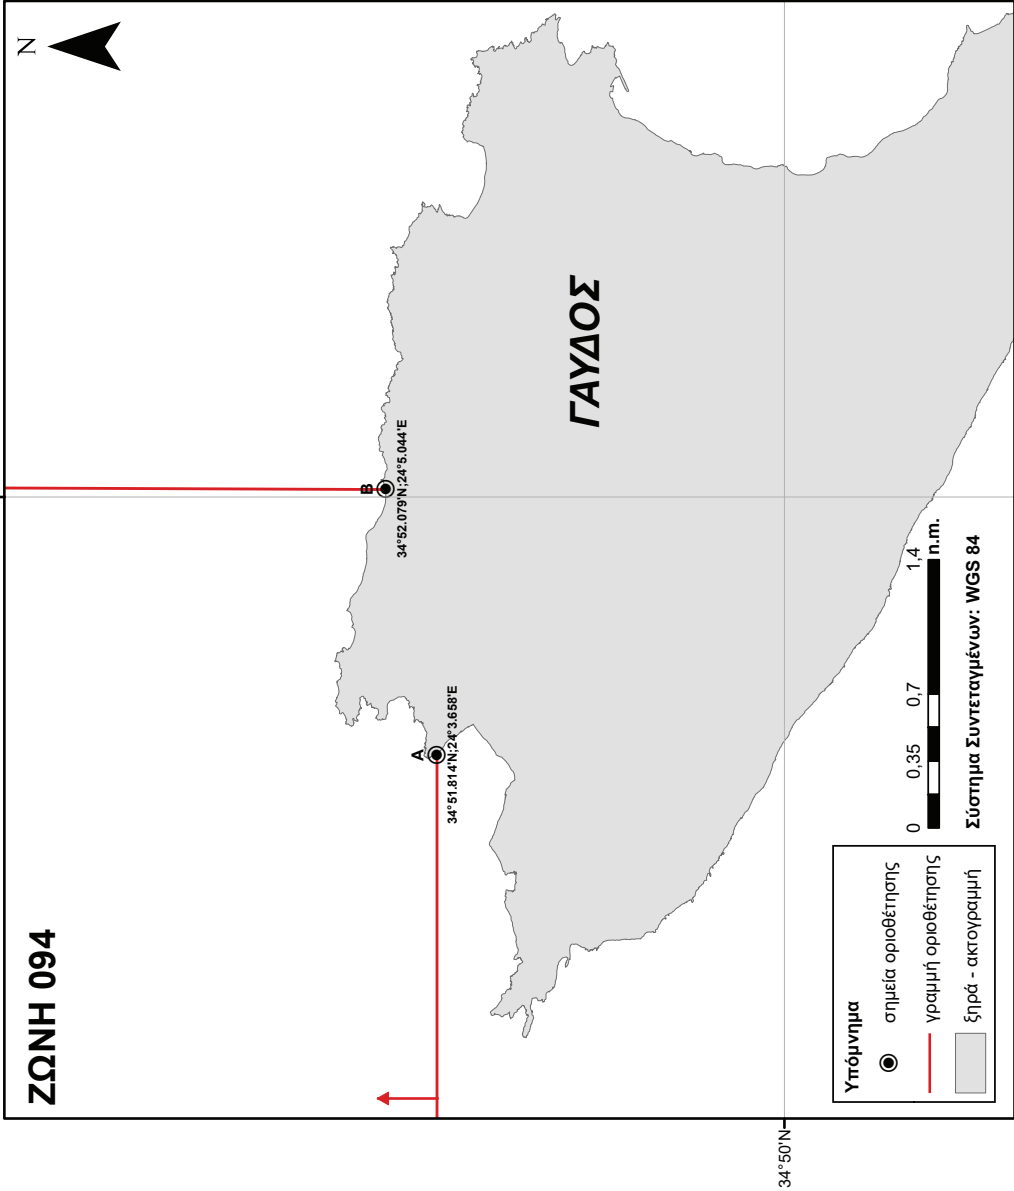 ΖΩΝΗ 094
N
B
34°52.079'N;24°5.044'E
A
34°51.814'N;24°3.658'E
ΓΑΥΔΟΣ
34°50'N
Υπόμνημα
σημεία οριοθέτησης
γραμμή οριοθέτησης
ξηρά - ακτογραμμή
0 0,35 0,7 1,4
n.m.
Σύστημα Συντεταγμένων: WGS 84